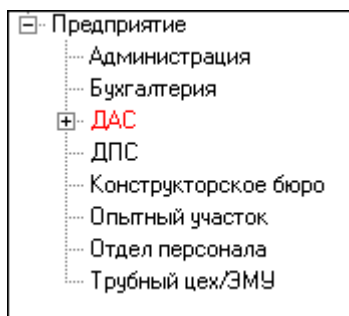 Предприятие
Администрация
Бухгалтерия
ДАС
ДПС
Конструкторское бюро
Опытный участок
Отдел персонала
Трубный цех/ЭМУ